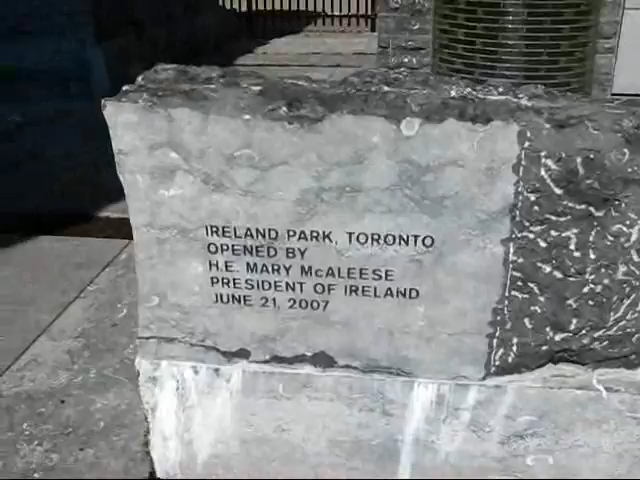 IRELAND PARK, TORONTO
OPENED BY
H.E. MARY McALEESE
PRESIDENT OF IRELAND
JUNE 21, 2007